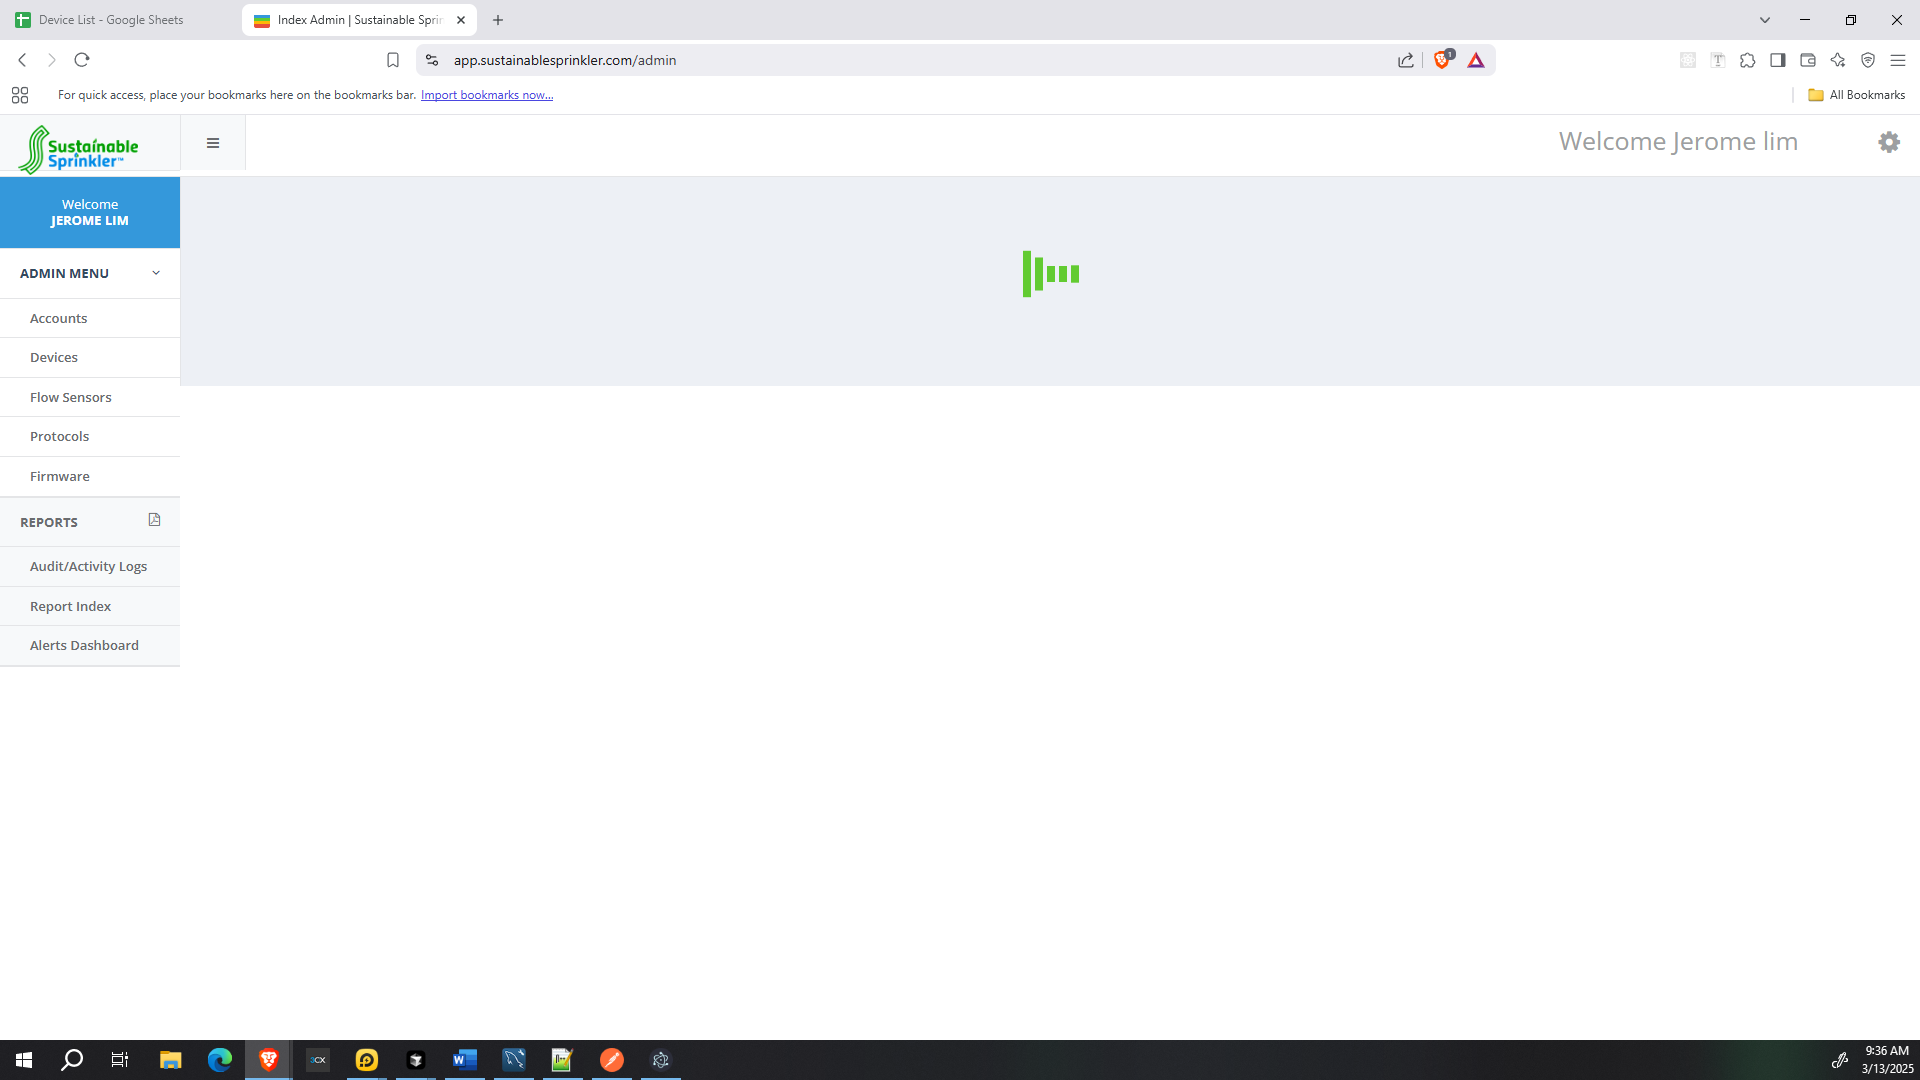 Device List - Google Sheets
Index Admin | Sustainable Sprin
app.sustainablesprinkler.com/admin
1
For quick access, place your bookmarks here on the bookmarks bar. Import bookmarks now...
All Bookmarks
Sustainable
Sprinkler™
Welcome Jerome lim
Welcome
JEROME LIM
ADMIN MENU
Accounts
Devices
Flow Sensors
Protocols
Firmware
REPORTS
Audit/Activity Logs
Report Index
Alerts Dashboard
3CX
9:36 AM
3/13/2025